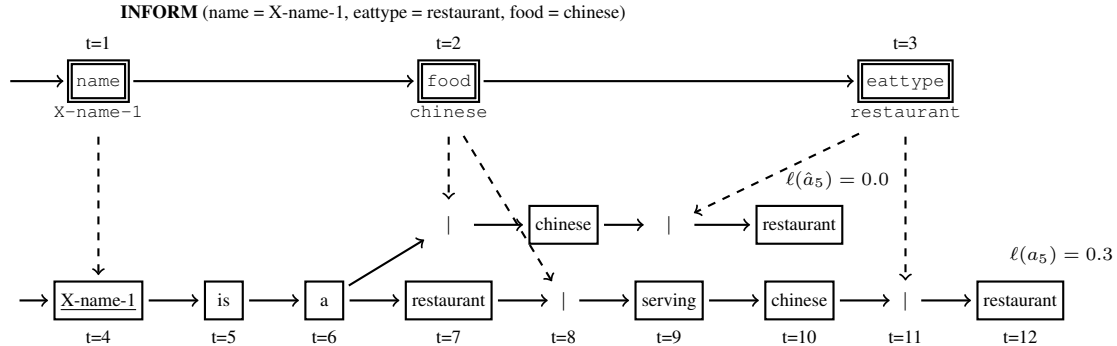 INFORM (name = X-name-1, eattype = restaurant, food = chinese)
t=1 t=2 t=3
name food eattype
X-name-1 chinese restaurant
ℓ(â₅) = 0.0
| chinese | restaurant
ℓ(a₅) = 0.3
X-name-1 is a restaurant | serving chinese | restaurant
t=4 t=5 t=6 t=7 t=8 t=9 t=10 t=11 t=12